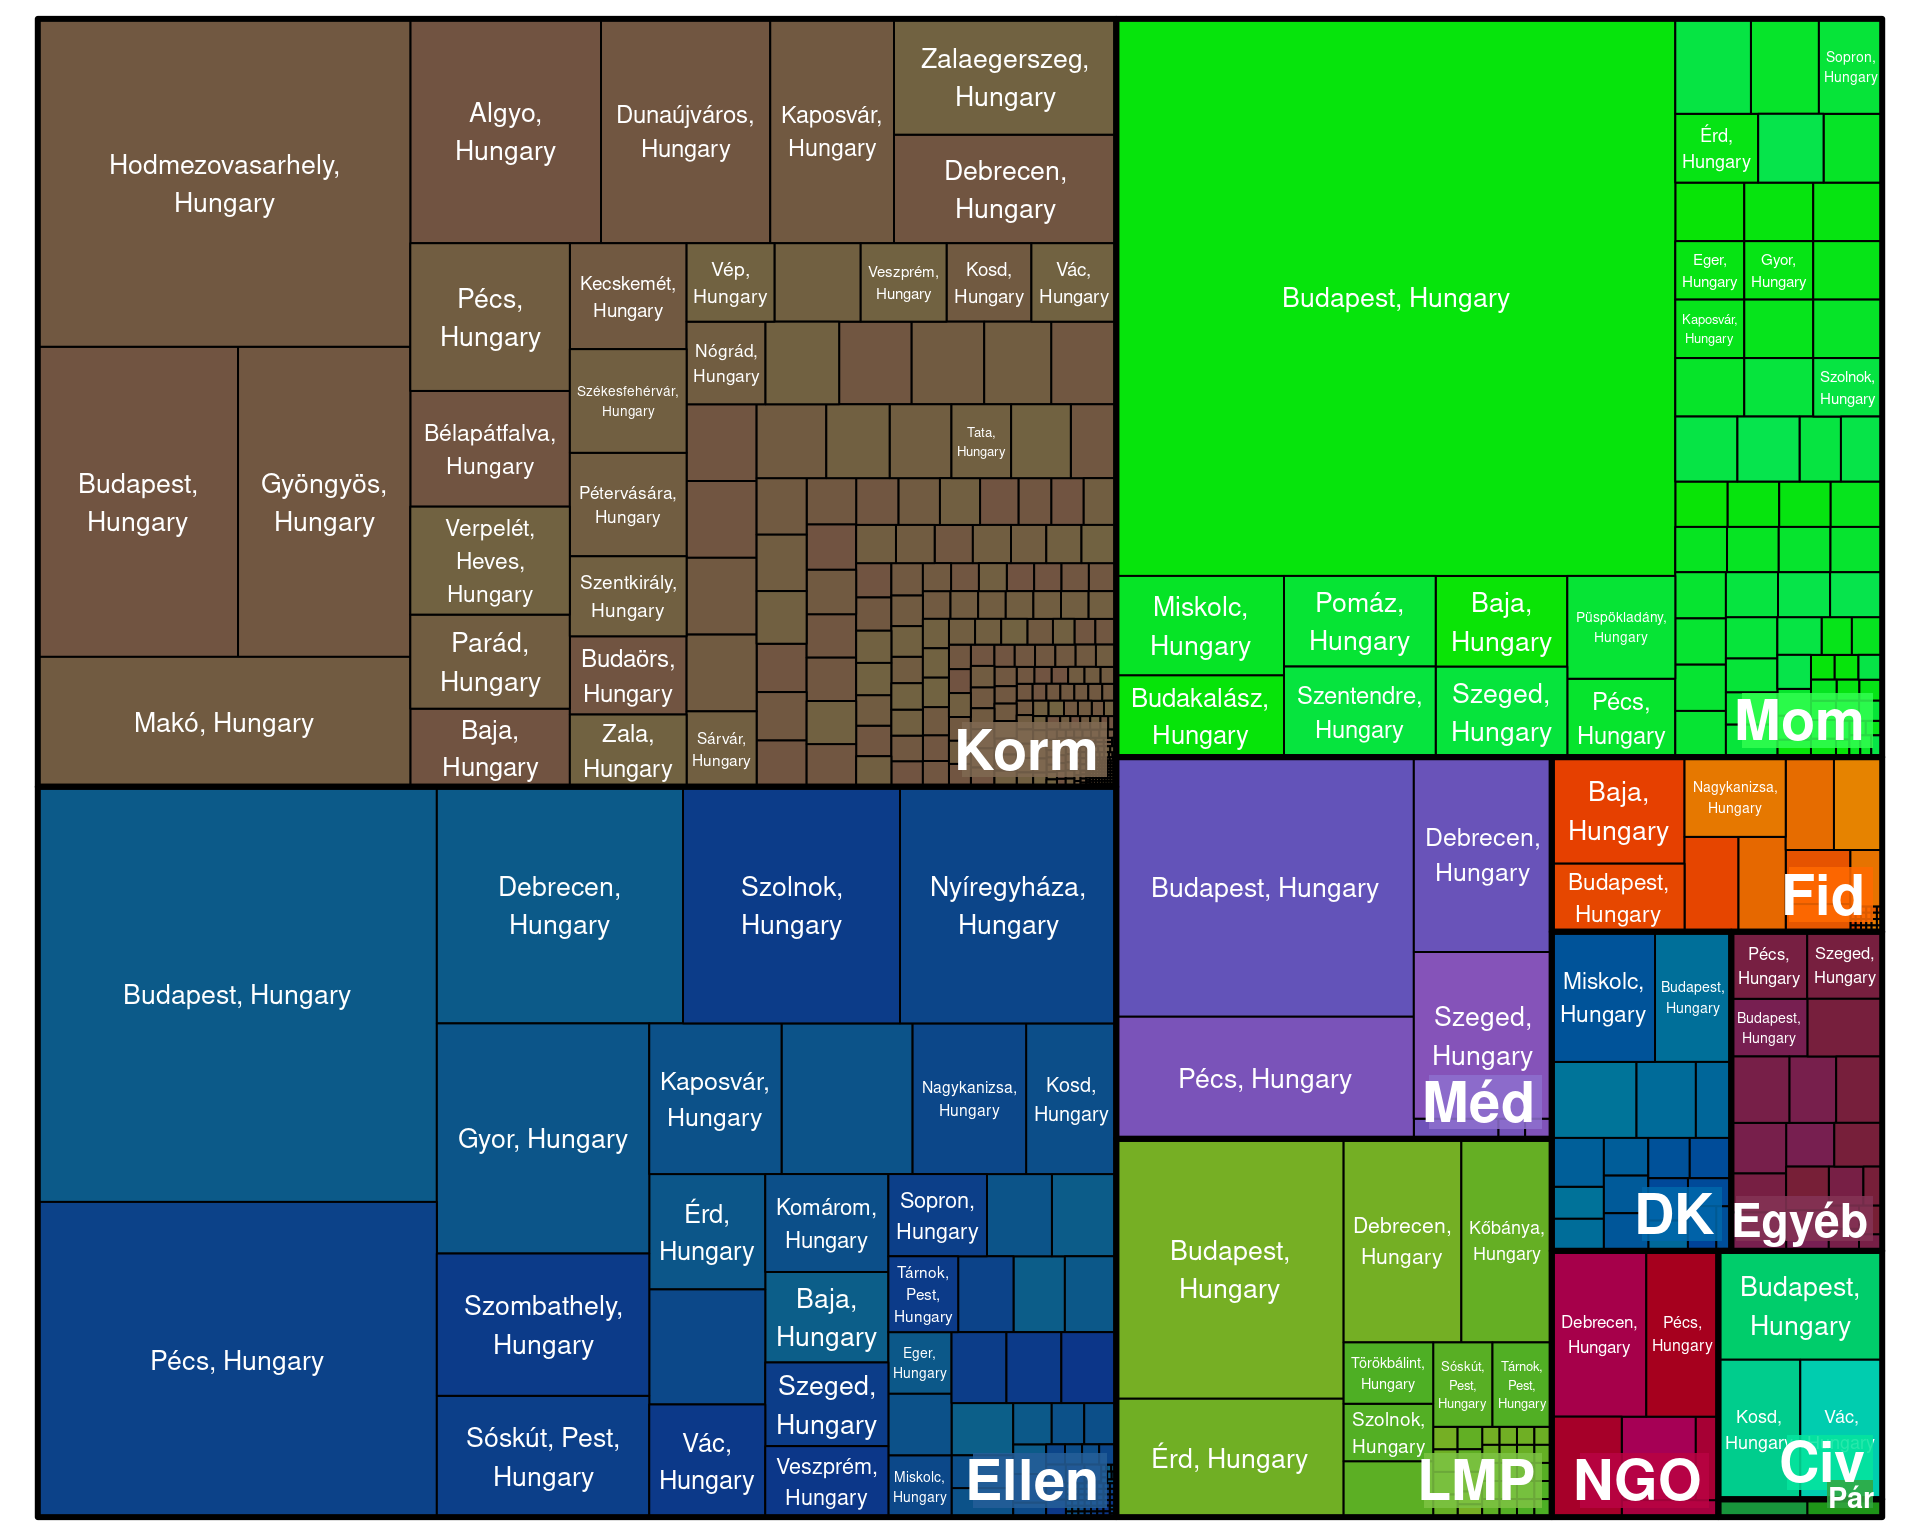 Hodmezovasarhely,
Hungary
Algyo,
Hungary
Dunaújváros,
Hungary
Kaposvár,
Hungary
Zalaegerszeg,
Hungary
Debrecen,
Hungary
Budapest,
Hungary
Gyöngyös,
Hungary
Makó, Hungary
Pécs,
Hungary
Bélapátfalva,
Hungary
Verpelét,
Heves,
Hungary
Parád,
Hungary
Baja,
Hungary
Kecskemét,
Hungary
Székesfehérvár,
Hungary
Pétervására,
Hungary
Szentkirály,
Hungary
Budaörs,
Hungary
Zala,
Hungary
Vép,
Hungary
Veszprém,
Hungary
Kosd,
Hungary
Vác,
Hungary
Nógrád,
Hungary
Tata,
Hungary
Sárvár,
Hungary
Korm
Budapest, Hungary
Sopron,
Hungary
Érd,
Hungary
Eger,
Hungary
Gyor,
Hungary
Kaposvár,
Hungary
Szolnok,
Hungary
Miskolc,
Hungary
Budakalász,
Hungary
Pomáz,
Hungary
Szentendre,
Hungary
Baja,
Hungary
Szeged,
Hungary
Püspökladány,
Hungary
Pécs,
Hungary
Mom
Budapest, Hungary
Pécs, Hungary
Debrecen,
Hungary
Szolnok,
Hungary
Nyíregyháza,
Hungary
Gyor, Hungary
Szombathely,
Hungary
Sóskút, Pest,
Hungary
Kaposvár,
Hungary
Nagykanizsa,
Hungary
Kosd,
Hungary
Érd,
Hungary
Vác,
Hungary
Komárom,
Hungary
Baja,
Hungary
Szeged,
Hungary
Veszprém,
Hungary
Sopron,
Hungary
Tárnok,
Pest,
Hungary
Eger,
Hungary
Miskolc,
Hungary
Ellen
Budapest, Hungary
Pécs, Hungary
Debrecen,
Hungary
Szeged,
Hungary
Méd
Budapest,
Hungary
Érd, Hungary
Debrecen,
Hungary
Kőbánya,
Hungary
Törökbálint,
Hungary
Szolnok,
Hungary
Sóskút,
Pest,
Hungary
Tárnok,
Pest,
Hungary
LMP
Baja,
Hungary
Budapest,
Hungary
Nagykanizsa,
Hungary
Fid
Miskolc,
Hungary
Budapest,
Hungary
DK
Pécs,
Hungary
Szeged,
Hungary
Budapest,
Hungary
Egyéb
Debrecen,
Hungary
Pécs,
Hungary
NGO
Budapest,
Hungary
Kosd,
Hungary
Vác,
Hungary
Civ
Pár